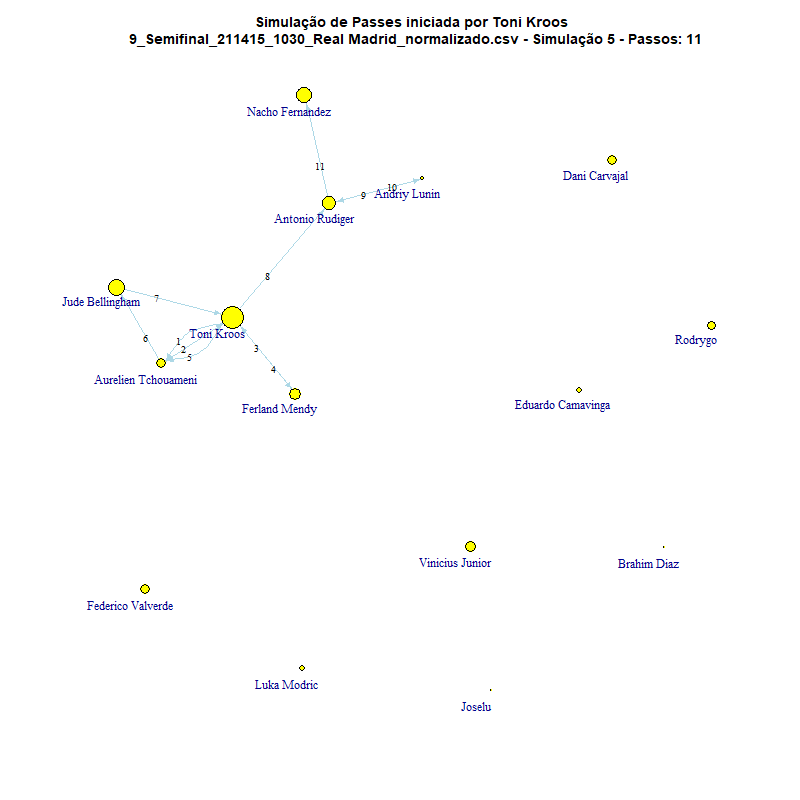 Simulação de Passes iniciada por Toni Kroos
9_Semifinal_211415_1030_Real Madrid_normalizado.csv - Simulação 5 - Passos: 11
Nacho Fernandez
11
Dani Carvajal
10
9
Andriy Lunin
Antonio Rudiger
8
7
Jude Bellingham
Toni Kroos
6
1
2
5
3
4
Rodrygo
Aurelien Tchouameni
Ferland Mendy
Eduardo Camavinga
Vinicius Junior
Brahim Diaz
Federico Valverde
Luka Modric
Joselu